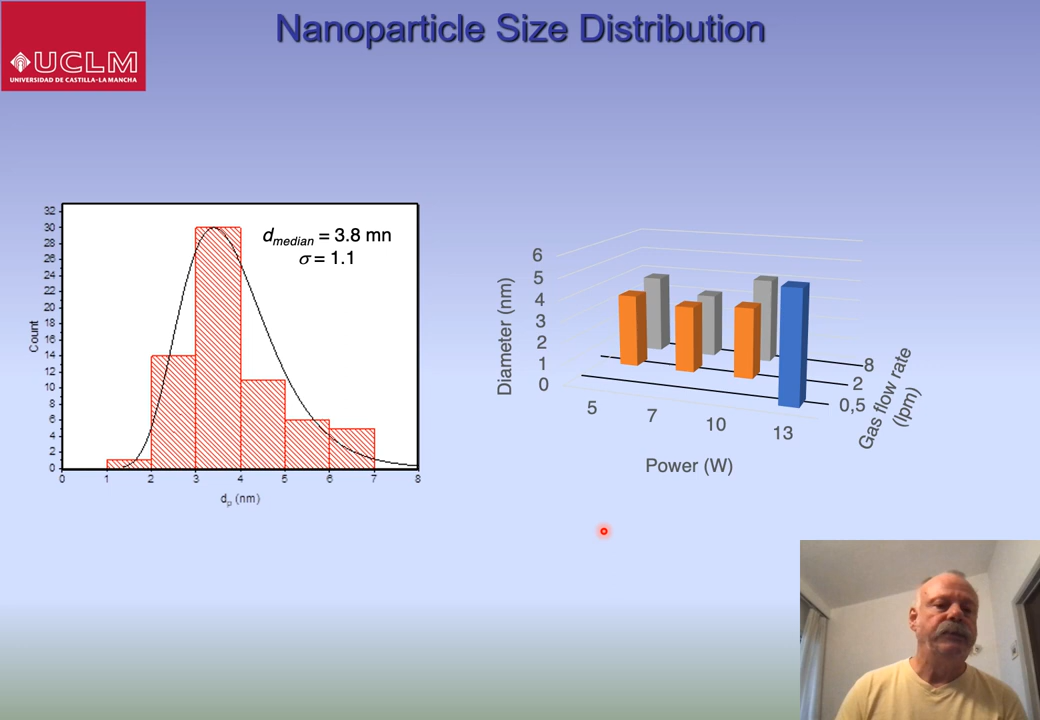 Nanoparticle Size Distribution
UCLM
UNIVERSIDAD DE CASTILLA-LA MANCHA
d_median = 3.8 mn
σ = 1.1
Count
32
30
28
26
24
22
20
18
16
14
12
10
8
6
4
2
0
0 1 2 3 4 5 6 7 8
dp (nm)
Diameter (nm)
6
5
4
3
2
1
0
5 7 10 13
Power (W)
8
2
0,5
Gas flow rate
(lpm)